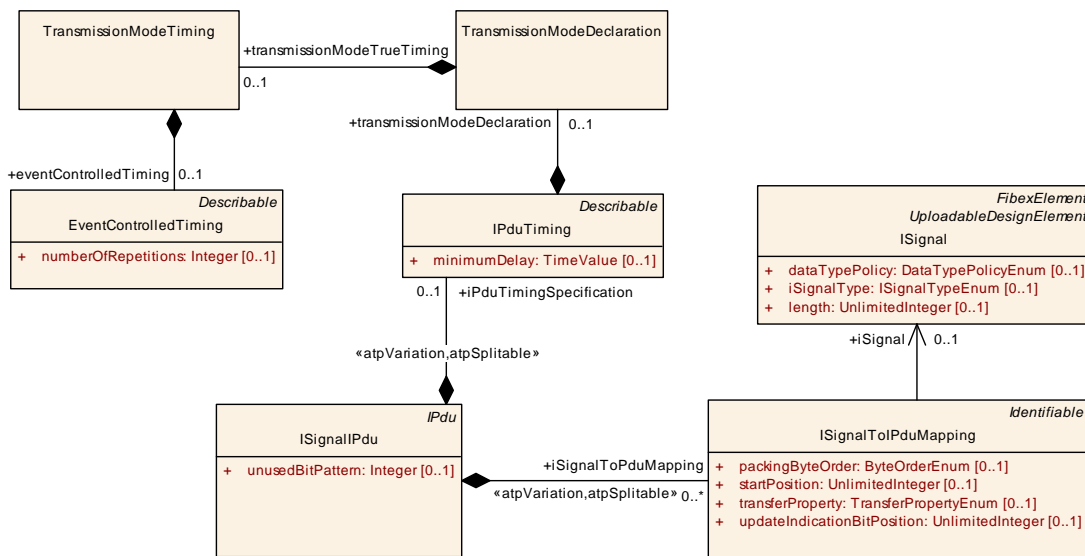 TransmissionModeTiming
+transmissionModeTrueTiming
0..1
TransmissionModeDeclaration
+transmissionModeDeclaration
0..1
+eventControlledTiming
0..1
Describable
EventControlledTiming
+ numberOfRepetitions: Integer [0..1]
Describable
IPduTiming
+ minimumDelay: TimeValue [0..1]
0..1
+iPduTimingSpecification
FibexElement
UploadableDesignElement
ISignal
+ dataTypePolicy: DataTypePolicyEnum [0..1]
+ iSignalType: ISignalTypeEnum [0..1]
+ length: UnlimitedInteger [0..1]
+iSignal
0..1
«atpVariation,atpSplitable»
IPdu
ISignalIPdu
+ unusedBitPattern: Integer [0..1]
+iSignalToPduMapping
«atpVariation,atpSplitable»
0..*
Identifiable
ISignalToIPduMapping
+ packingByteOrder: ByteOrderEnum [0..1]
+ startPosition: UnlimitedInteger [0..1]
+ transferProperty: TransferPropertyEnum [0..1]
+ updateIndicationBitPosition: UnlimitedInteger [0..1]